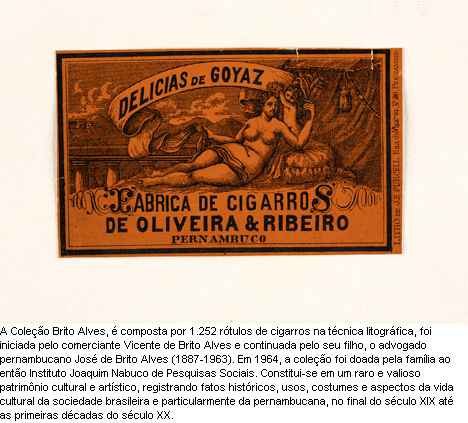 DELICIAS DE GOYAZ
FABRICA DE CIGARROS
DE OLIVEIRA & RIBEIRO
PERNAMBUCO
LITHO DE J.E. PURCELL
A Coleção Brito Alves, é composta por 1.252 rótulos de cigarros na técnica litográfica, foi
iniciada pelo comerciante Vicente de Brito Alves e continuada pelo seu filho, o advogado
pernambucano José de Brito Alves (1887-1963). Em 1964, a coleção foi doada pela família ao
então Instituto Joaquim Nabuco de Pesquisas Sociais. Constitui-se em um raro e valioso
patrimônio cultural e artístico, registrando fatos históricos, usos, costumes e aspectos da vida
cultural da sociedade brasileira e particularmente da pernambucana, no final do século XIX até
as primeiras décadas do século XX.